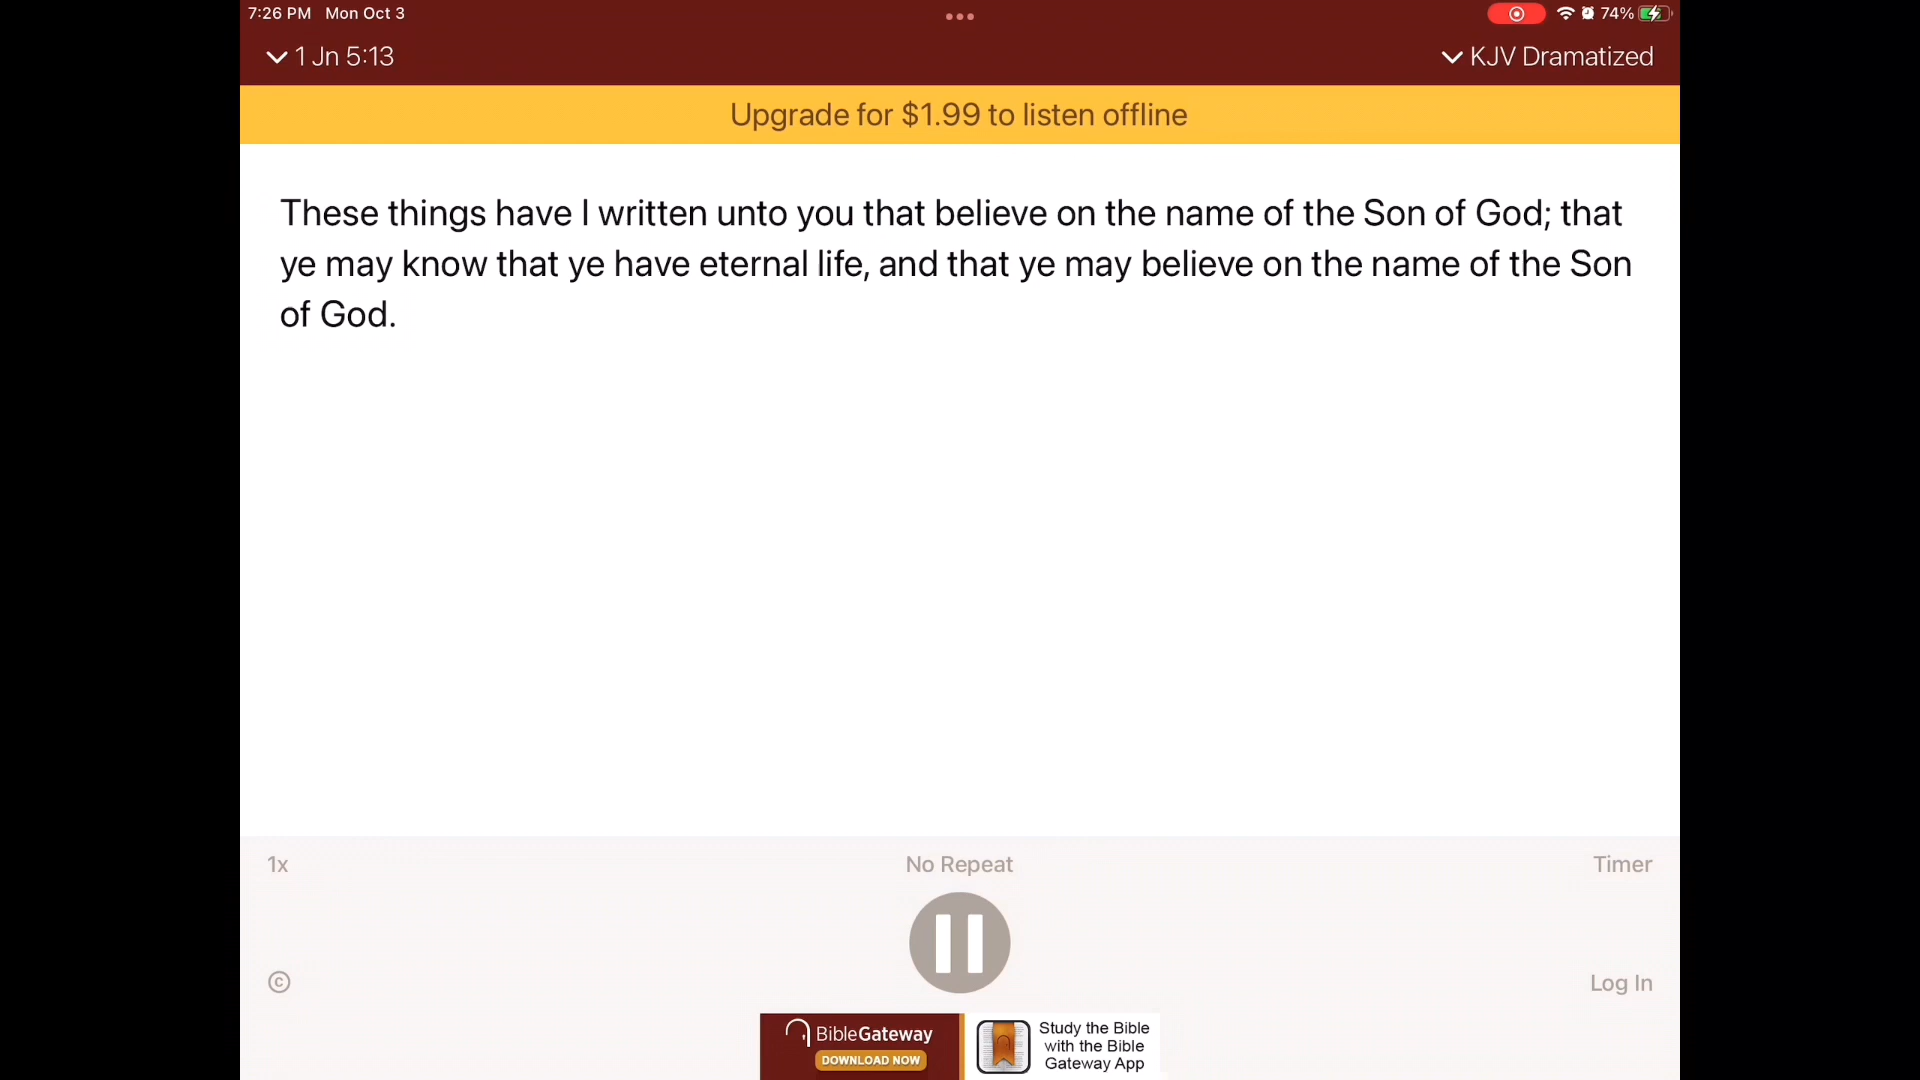 7:26 PM Mon Oct 3 74%
1 Jn 5:13 KJV Dramatized
Upgrade for $1.99 to listen offline
These things have I written unto you that believe on the name of the Son of God; that
ye may know that ye have eternal life, and that ye may believe on the name of the Son
of God.
1x No Repeat Timer
© Log In
BibleGateway
DOWNLOAD NOW
Study the Bible
with the Bible
Gateway App